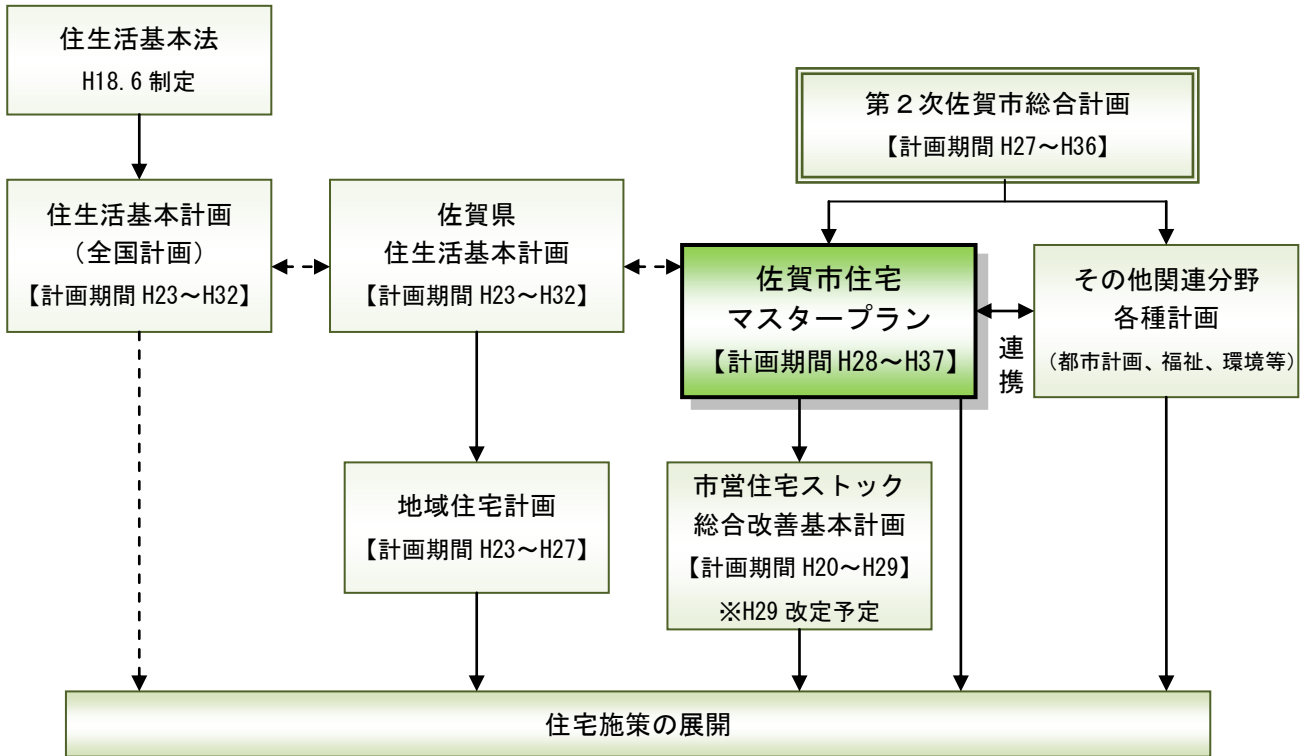 住生活基本法
H18.6 制定
第２次佐賀市総合計画
【計画期間 H27～H36】
住生活基本計画
（全国計画）
【計画期間 H23～H32】
佐賀県
住生活基本計画
【計画期間 H23～H32】
佐賀市住宅
マスタープラン
【計画期間 H28～H37】
連
携
その他関連分野
各種計画
（都市計画、福祉、環境等）
地域住宅計画
【計画期間 H23～H27】
市営住宅ストック
総合改善基本計画
【計画期間 H20～H29】
※H29 改定予定
住宅施策の展開